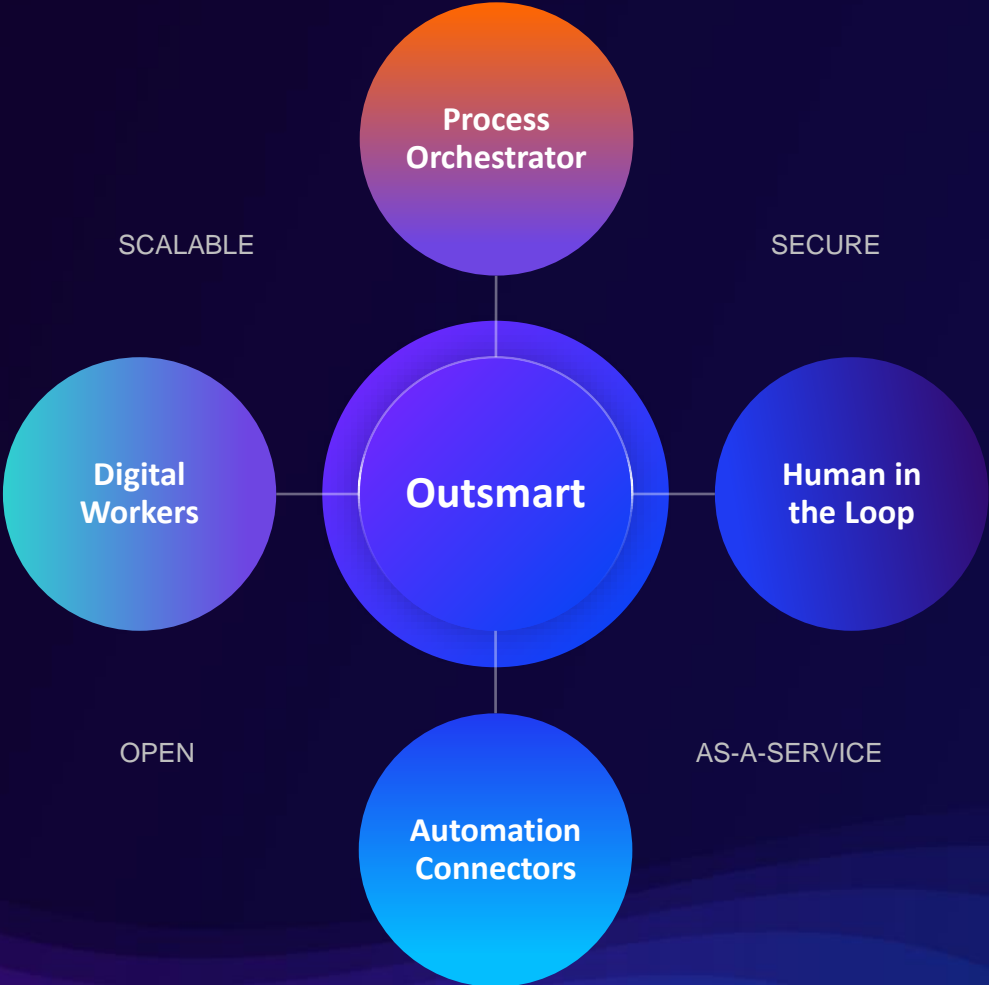 Process
Orchestrator
SCALABLE
SECURE
Digital
Workers
Outsmart
Human in
the Loop
OPEN
AS-A-SERVICE
Automation
Connectors